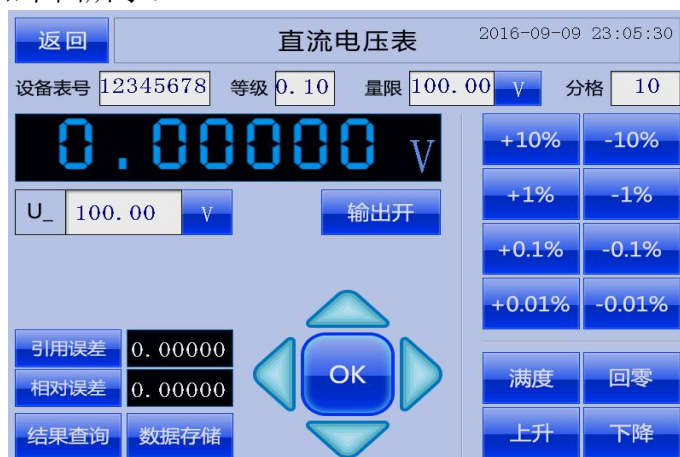 返回 直流电压表 2016-09-09 23:05:30
设备表号 12345678 等级 0.10 量限 100.00 V 分格 10
0.00000 V
+10% -10%
U_ 100.00 V 输出开
+1% -1%
+0.1% -0.1%
+0.01% -0.01%
引用误差 0.00000
相对误差 0.00000
OK
满度 回零
结果查询 数据存储
上升 下降